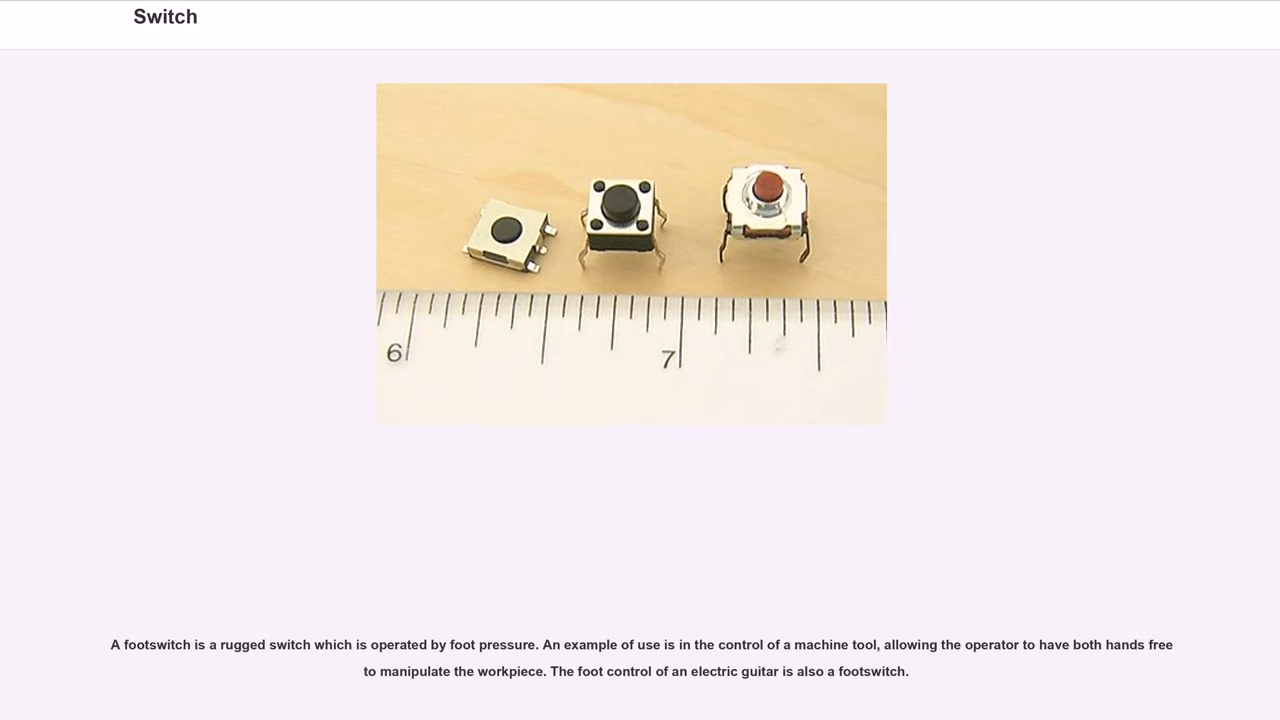 Switch
6
7
A footswitch is a rugged switch which is operated by foot pressure. An example of use is in the control of a machine tool, allowing the operator to have both hands free
to manipulate the workpiece. The foot control of an electric guitar is also a footswitch.